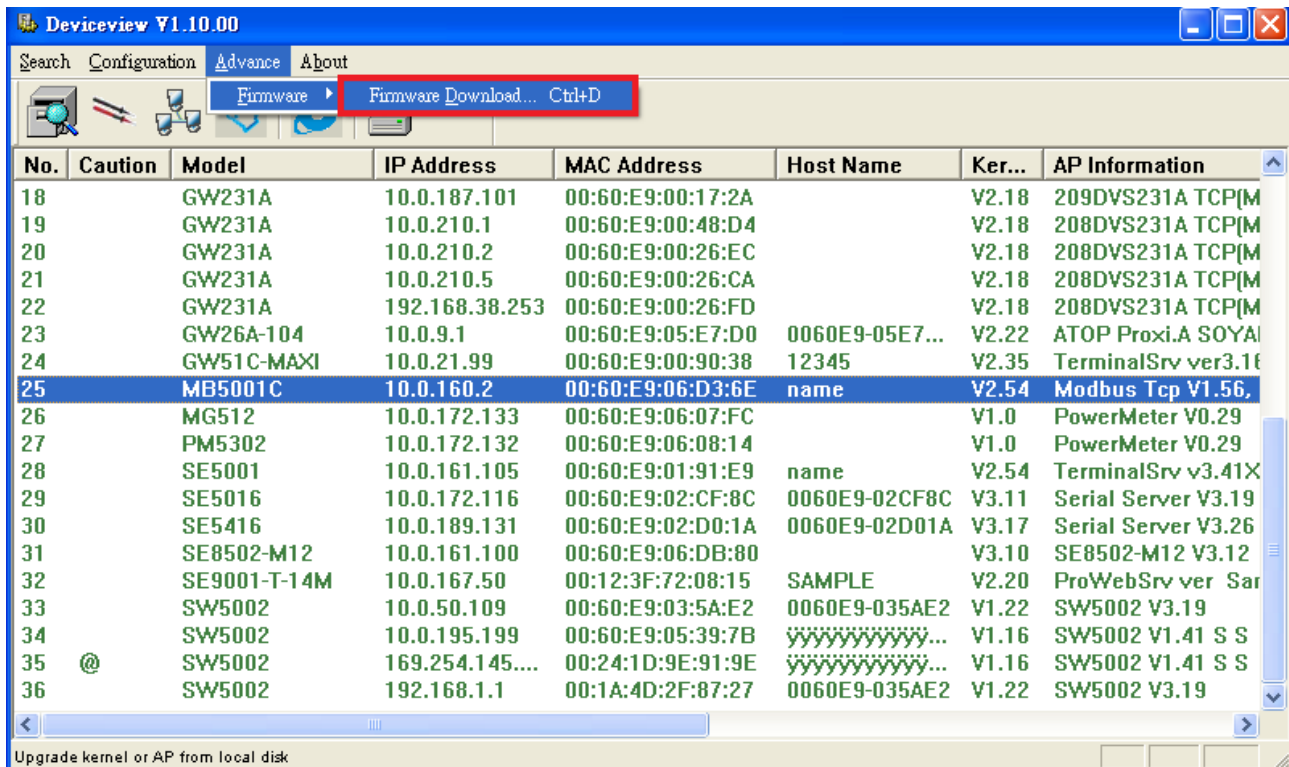 Deviceview V1.10.00
Search Configuration Advance About
Firmware Firmware Download... Ctrl+D
No. Caution Model IP Address MAC Address Host Name Ker... AP Information
18 GW231A 10.0.187.101 00:60:E9:00:17:2A V2.18 209DVS231A TCP(M
19 GW231A 10.0.210.1 00:60:E9:00:48:D4 V2.18 208DVS231A TCP(M
20 GW231A 10.0.210.2 00:60:E9:00:26:EC V2.18 208DVS231A TCP(M
21 GW231A 10.0.210.5 00:60:E9:00:26:CA V2.18 208DVS231A TCP(M
22 GW231A 192.168.38.253 00:60:E9:00:26:FD V2.18 208DVS231A TCP(M
23 GW26A-104 10.0.9.1 00:60:E9:05:E7:D0 0060E9-05E7... V2.22 ATOP Proxi.A SOYAL
24 GW51C-MAXI 10.0.21.99 00:60:E9:00:90:38 12345 V2.35 TerminalSrv ver3.16
25 MB5001C 10.0.160.2 00:60:E9:06:D3:6E name V2.54 Modbus Tcp V1.56,
26 MG512 10.0.172.133 00:60:E9:06:07:FC V1.0 PowerMeter V0.29
27 PM5302 10.0.172.132 00:60:E9:06:08:14 V1.0 PowerMeter V0.29
28 SE5001 10.0.161.105 00:60:E9:01:91:E9 name V2.54 TerminalSrv v3.41X
29 SE5016 10.0.172.116 00:60:E9:02:CF:8C 0060E9-02CF8C V3.11 Serial Server V3.19
30 SE5416 10.0.189.131 00:60:E9:02:D0:1A 0060E9-02D01A V3.17 Serial Server V3.26
31 SE8502-M12 10.0.161.100 00:60:E9:06:DB:80 V3.10 SE8502-M12 V3.12
32 SE9001-T-14M 10.0.167.50 00:12:3F:72:08:15 SAMPLE V2.20 ProWebSrv ver Sar
33 SW5002 10.0.50.109 00:60:E9:03:5A:E2 0060E9-035AE2 V1.22 SW5002 V3.19
34 SW5002 10.0.195.199 00:60:E9:05:39:7B ÿÿÿÿÿÿÿÿÿÿÿ... V1.16 SW5002 V1.41 S S
35 @ SW5002 169.254.145.... 00:24:1D:9E:91:9E ÿÿÿÿÿÿÿÿÿÿÿ... V1.16 SW5002 V1.41 S S
36 SW5002 192.168.1.1 00:1A:4D:2F:87:27 0060E9-035AE2 V1.22 SW5002 V3.19
Upgrade kernel or AP from local disk